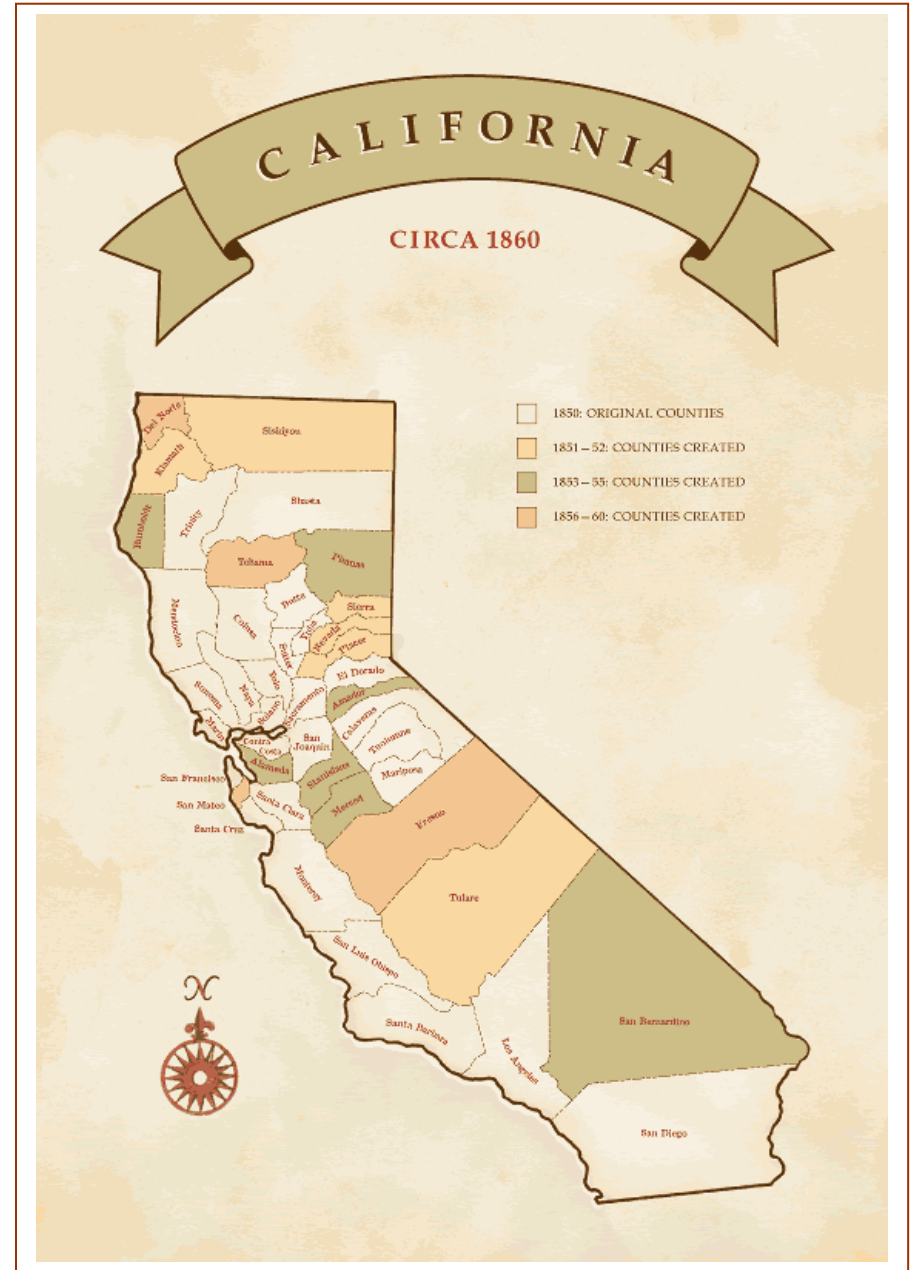 CALIFORNIA
CIRCA 1860
1850: ORIGINAL COUNTIES
1851–52: COUNTIES CREATED
1853–55: COUNTIES CREATED
1856–60: COUNTIES CREATED
Del Norte
Siskiyou
Klamath
Shasta
Trinity
Humboldt
Tehama
Plumas
Butte
Sierra
Mendocino
Colusa
Yuba
Nevada
Sutter
Placer
El Dorado
Sonoma
Napa
Yolo
Solano
Sacramento
Amador
Marin
Calaveras
Contra
Costa
San
Joaquin
Tuolumne
Alameda
Stanislaus
Mariposa
San Francisco
San Mateo
Santa Clara
Merced
Santa Cruz
Fresno
Monterey
Tulare
San Luis Obispo
N
Santa Barbara
San Bernardino
Los Angeles
San Diego